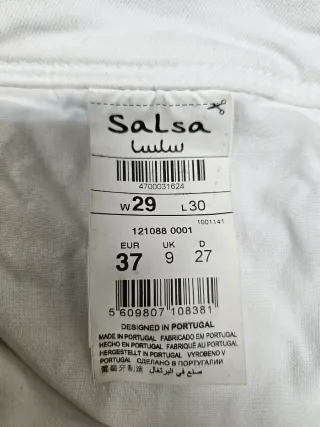 Salsa
سلسا
4700031624
W29 L30
1001141
121088 0001
EUR UK D
37 9 27
5 609807 108381
DESIGNED IN PORTUGAL
MADE IN PORTUGAL FABRICADO EM PORTUGAL
HECHO EN PORTUGAL FABRIQUÉ AU PORTUGAL
HERGESTELLT IN PORTUGAL VYROBENO V
PORTUGAL СДЕЛАНО В ПОРТУГАЛИИ
صنع في البرتغال